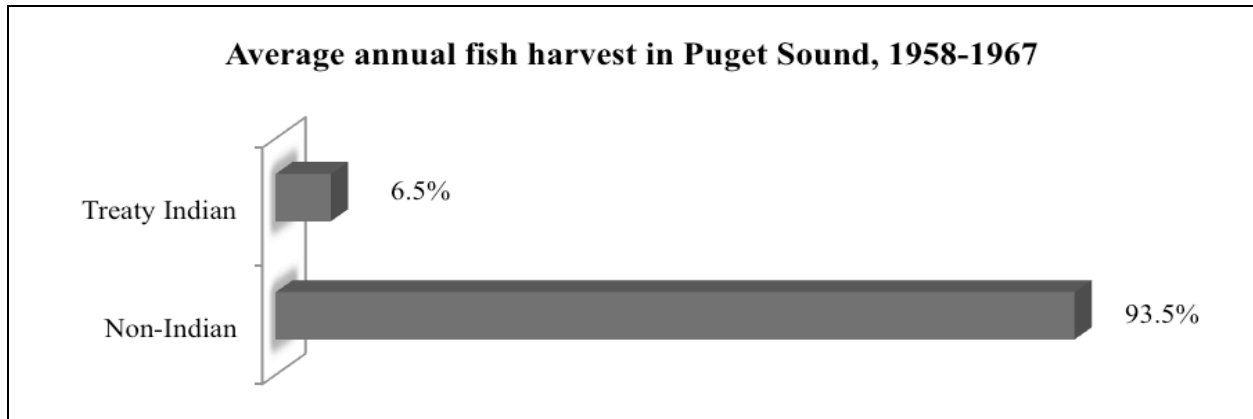 Average annual fish harvest in Puget Sound, 1958-1967
Treaty Indian
6.5%
Non-Indian
93.5%